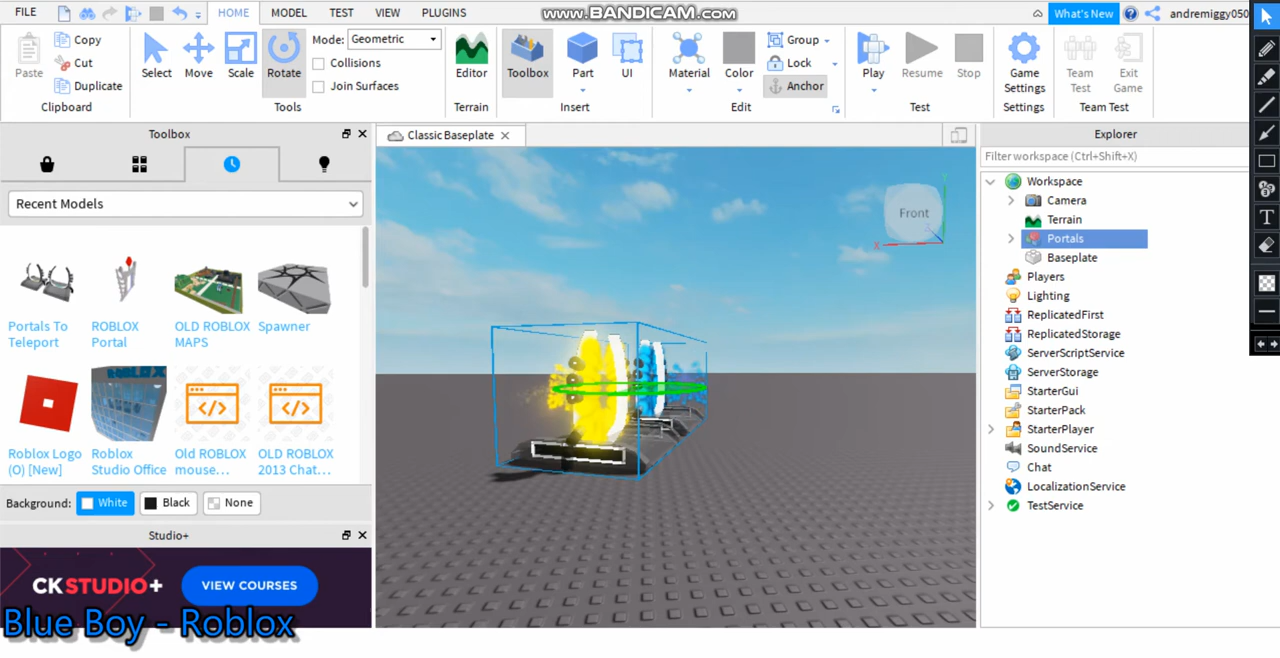 FILE HOME MODEL TEST VIEW PLUGINS
www.BANDICAM.com
What's New andremiggy050
Paste Copy Cut Duplicate
Clipboard
Select Move Scale Rotate
Mode: Geometric
Collisions
Join Surfaces
Tools
Editor
Terrain
Toolbox Part UI
Insert
Material Color
Group
Lock
Anchor
Edit
Play Resume Stop
Test
Game Settings
Settings
Team Test
Exit Game
Team Test
Toolbox
Recent Models
Portals To Teleport
ROBLOX Portal
OLD ROBLOX MAPS
Spawner
ROBLOX
Roblox Logo (O) [New]
Roblox Studio Office
Old ROBLOX mouse...
OLD ROBLOX 2013 Chat...
Background: White Black None
Studio+
CKSTUDIO+ VIEW COURSES
Blue Boy - Roblox
Classic Baseplate
Front
Y
X
Z
Explorer
Filter workspace (Ctrl+Shift+X)
Workspace
Camera
Terrain
Portals
Baseplate
Players
Lighting
ReplicatedFirst
ReplicatedStorage
ServerScriptService
ServerStorage
StarterGui
StarterPack
StarterPlayer
SoundService
Chat
LocalizationService
TestService
T